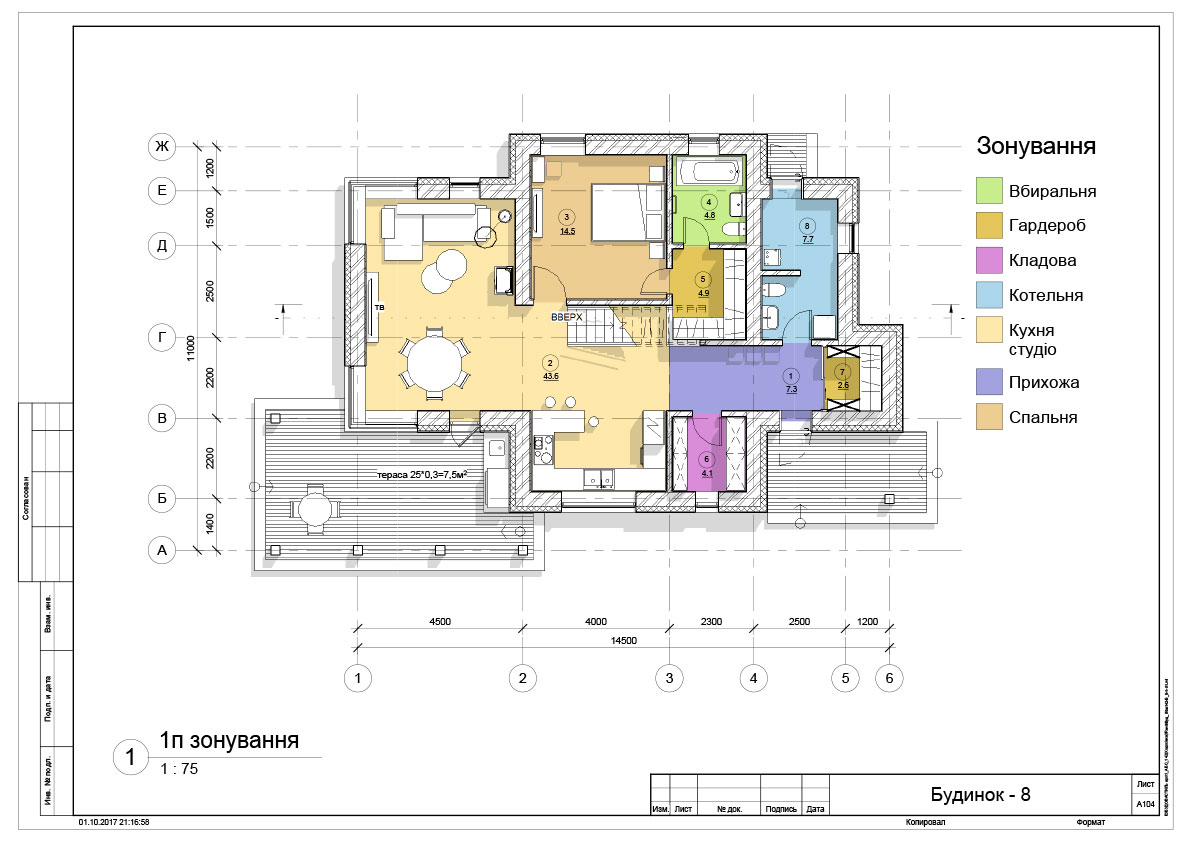 Зонування
Вбиральня
Гардероб
Кладова
Котельня
Кухня
студіо
Прихожа
Спальня
Ж
Е
Д
Г
В
Б
А
1200
1500
2500
2200
2200
1400
11000
3
14.5
4
4.8
8
7.7
5
4.9
ТВ
ВВЕРХ
2
43.6
1
7.3
7
2.6
6
4.1
тераса 25*0,3=7,5м²
4500
4000
2300
2500
1200
14500
1
2
3
4
5
6
1
1п зонування
1 : 75
Согласован
Взам. инв.
Подп. и дата
Инв. № подл.
Изм.
Лист
№ док.
Подпись
Дата
Будинок - 8
Лист
А104
01.10.2017 21:16:58
Копировал
Формат